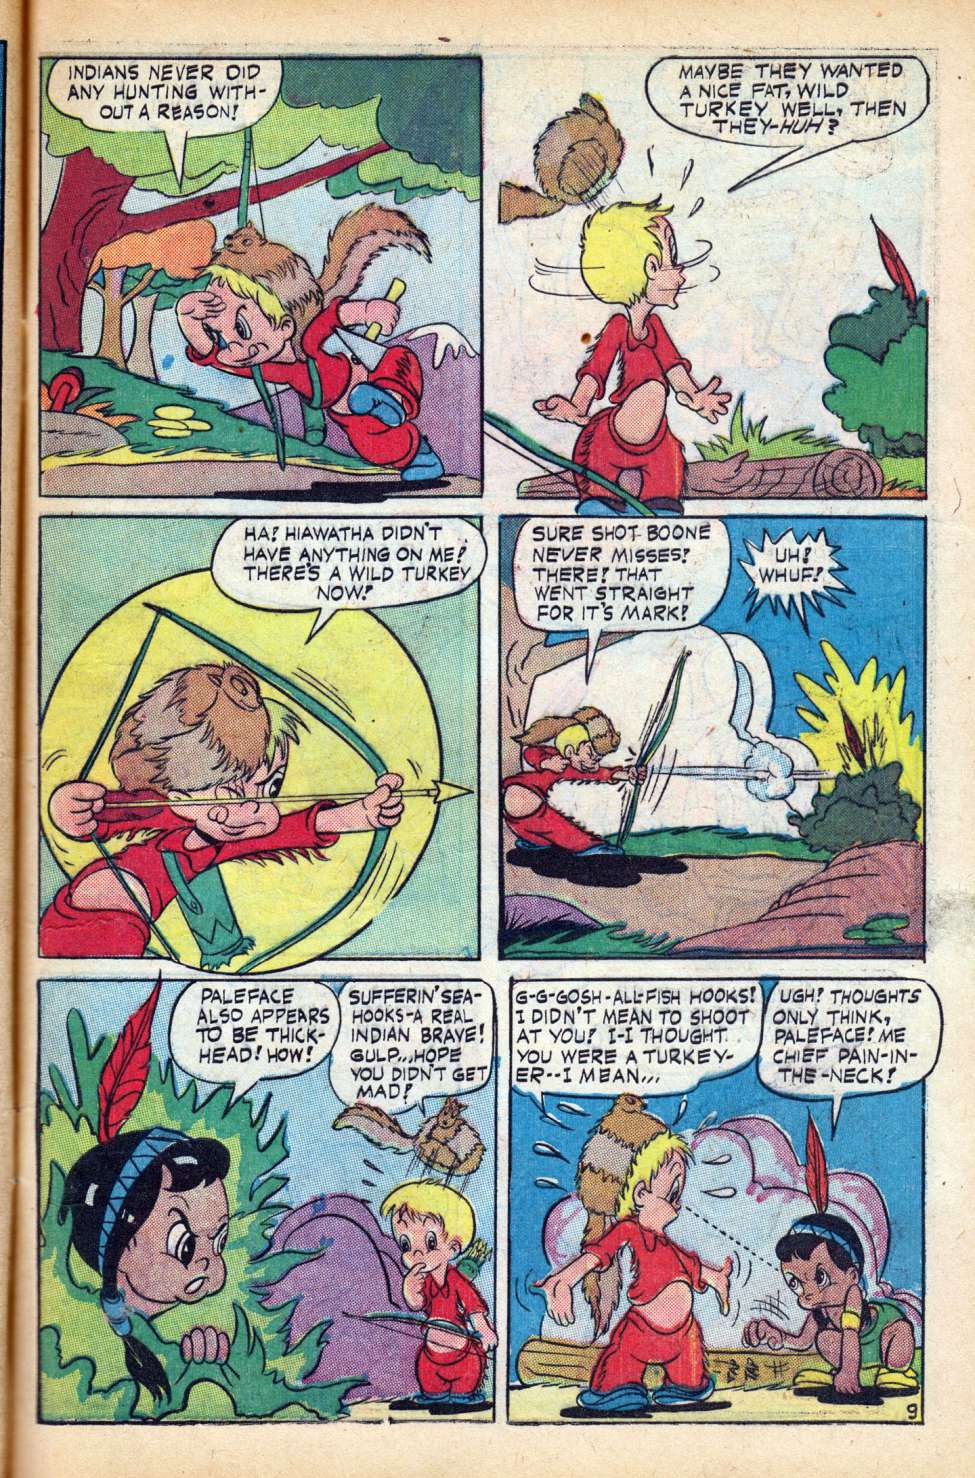 INDIANS NEVER DID
ANY HUNTING WITH-
OUT A REASON!
MAYBE THEY WANTED
A NICE FAT, WILD
TURKEY WELL, THEN
THEY-HUH?
HA! HIAWATHA DIDN'T
HAVE ANYTHING ON ME!
THERE'S A WILD TURKEY
NOW!
SURE SHOT BOONE
NEVER MISSES!
THERE! THAT
WENT STRAIGHT
FOR IT'S MARK!
UH!
WHUF!
PALEFACE
ALSO APPEARS
TO BE THICK-
HEAD! HOW!
SUFFERIN' SEA-
HOOKS-A REAL
INDIAN BRAVE!
GULP...HOPE
YOU DIDN'T GET
MAD!
G-G-GOSH-ALL-FISH HOOKS!
I DIDN'T MEAN TO SHOOT
AT YOU! I-I THOUGHT
YOU WERE A TURKEY-
ER--I MEAN...
UGH! THOUGHTS
ONLY THINK,
PALEFACE! ME
CHIEF PAIN-IN-
THE-NECK!
TAP
TAP
9